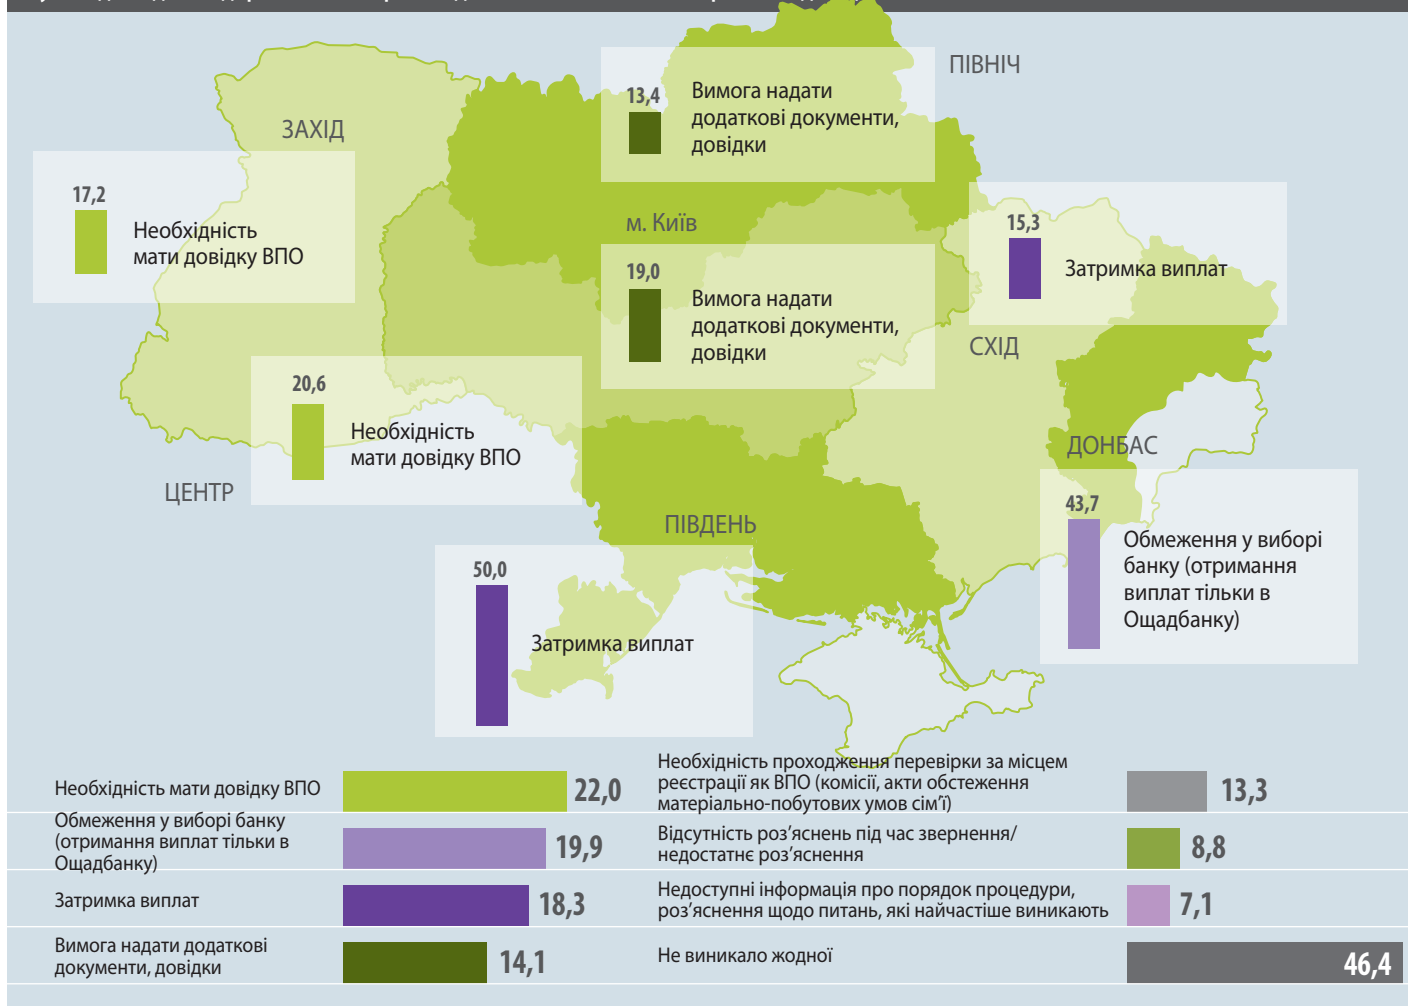 ПІВНІЧ
13,4
Вимога надати
додаткові документи,
довідки
ЗАХІД
17,2
Необхідність
мати довідку ВПО
м. Київ
19,0
Вимога надати
додаткові документи,
довідки
15,3
Затримка виплат
СХІД
20,6
Необхідність
мати довідку ВПО
ЦЕНТР
ДОНБАС
43,7
Обмеження у виборі
банку (отримання
виплат тільки в
Ощадбанку)
ПІВДЕНЬ
50,0
Затримка виплат
Необхідність мати довідку ВПО
22,0
Обмеження у виборі банку
(отримання виплат тільки в
Ощадбанку)
19,9
Затримка виплат
18,3
Вимога надати додаткові
документи, довідки
14,1
Необхідність проходження перевірки за місцем
реєстрації як ВПО (комісії, акти обстеження
матеріально-побутових умов сім’ї)
13,3
Відсутність роз’яснень під час звернення/
недостатнє роз’яснення
8,8
Недоступні інформація про порядок процедури,
роз’яснення щодо питань, які найчастіше виникають
7,1
Не виникало жодної
46,4